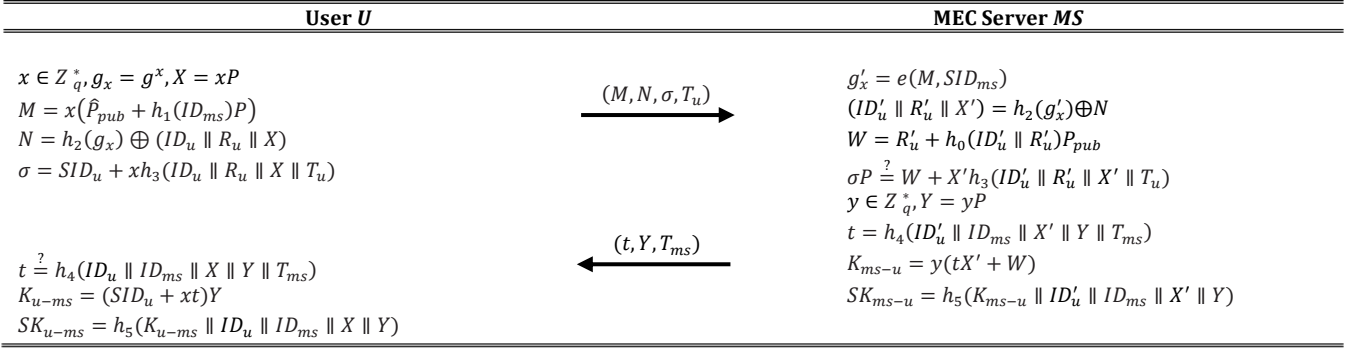 User U MEC Server MS
x ∈ Z*q, gₓ = gˣ, X = xP
M = x(P̂pub + h₁(IDms)P)
N = h₂(gₓ) ⊕ (IDu ∥ Ru ∥ X)
σ = SIDu + xh₃(IDu ∥ Ru ∥ X ∥ Tu)
(M, N, σ, Tu)
g′ₓ = e(M, SIDms)
(ID′u ∥ R′u ∥ X′) = h₂(g′ₓ)⊕N
W = R′u + h₀(ID′u ∥ R′u)Ppub
σP ≟ W + X′h₃(ID′u ∥ R′u ∥ X′ ∥ Tu)
y ∈ Z*q, Y = yP
t = h₄(ID′u ∥ IDms ∥ X′ ∥ Y ∥ Tms)
Kms−u = y(tX′ + W)
SKms−u = h₅(Kms−u ∥ ID′u ∥ IDms ∥ X′ ∥ Y)
(t, Y, Tms)
t ≟ h₄(IDu ∥ IDms ∥ X ∥ Y ∥ Tms)
Ku−ms = (SIDu + xt)Y
SKu−ms = h₅(Ku−ms ∥ IDu ∥ IDms ∥ X ∥ Y)